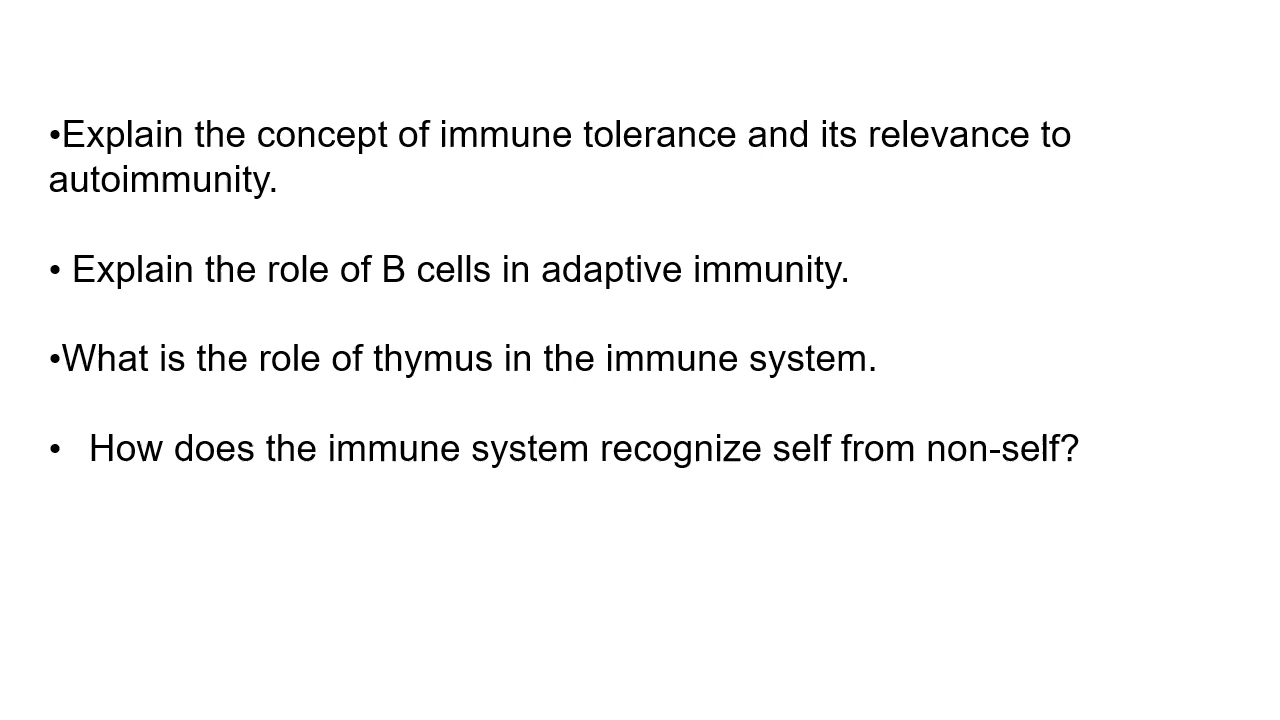 •Explain the concept of immune tolerance and its relevance to
autoimmunity.
• Explain the role of B cells in adaptive immunity.
•What is the role of thymus in the immune system.
•  How does the immune system recognize self from non-self?